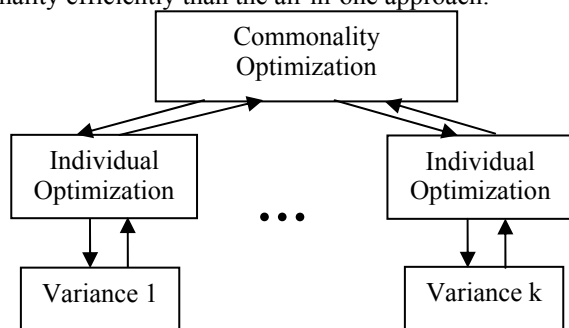 nality efficiently than the all-in-one approach.
Commonality
Optimization
Individual
Optimization
Individual
Optimization
...
Variance 1
Variance k